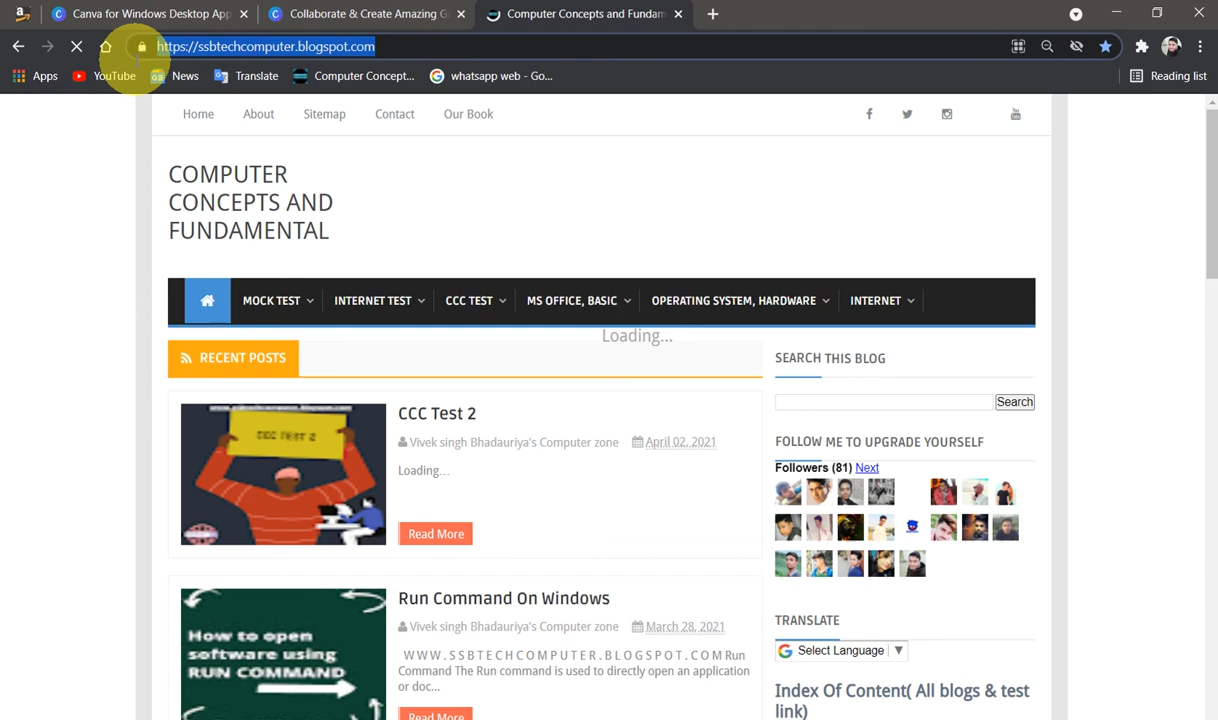 Canva for Windows Desktop App
Collaborate & Create Amazing G
Computer Concepts and Fundam
https://ssbtechcomputer.blogspot.com
Apps
YouTube
News
Translate
Computer Concept...
whatsapp web - Go...
Reading list
Home
About
Sitemap
Contact
Our Book
COMPUTER
CONCEPTS AND
FUNDAMENTAL
MOCK TEST
INTERNET TEST
CCC TEST
MS OFFICE, BASIC
OPERATING SYSTEM, HARDWARE
INTERNET
Loading...
RECENT POSTS
CCC TEST 2
CCC Test 2
Vivek singh Bhadauriya's Computer zone
April 02, 2021
Loading…
Read More
How to open
software using
RUN COMMAND
Run Command On Windows
Vivek singh Bhadauriya's Computer zone
March 28, 2021
W W W . S S B T E C H C O M P U T E R . B L O G S P O T . C O M Run
Command The Run command is used to directly open an application
or doc...
Read More
SEARCH THIS BLOG
Search
FOLLOW ME TO UPGRADE YOURSELF
Followers (81) Next
TRANSLATE
Select Language
Index Of Content( All blogs & test
link)